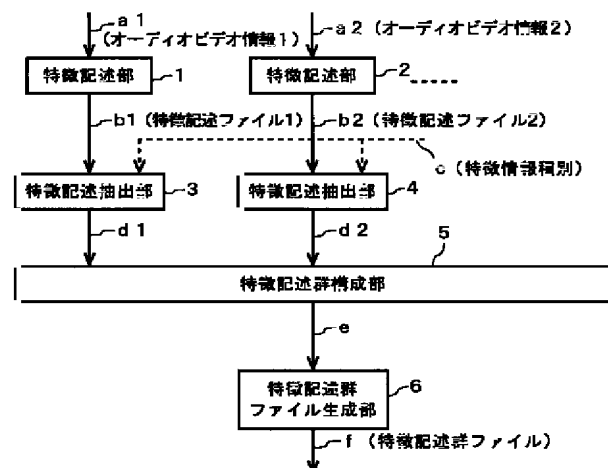 a1
(オーディオビデオ情報1)
a2(オーディオビデオ情報2)
特徴記述部
1
特徴記述部
2
b1(特徴記述ファイル1)
b2(特徴記述ファイル2)
c(特徴情報種別)
特徴記述抽出部
3
特徴記述抽出部
4
d1
d2
5
特徴記述群構成部
e
特徴記述群
ファイル生成部
6
f(特徴記述群ファイル)